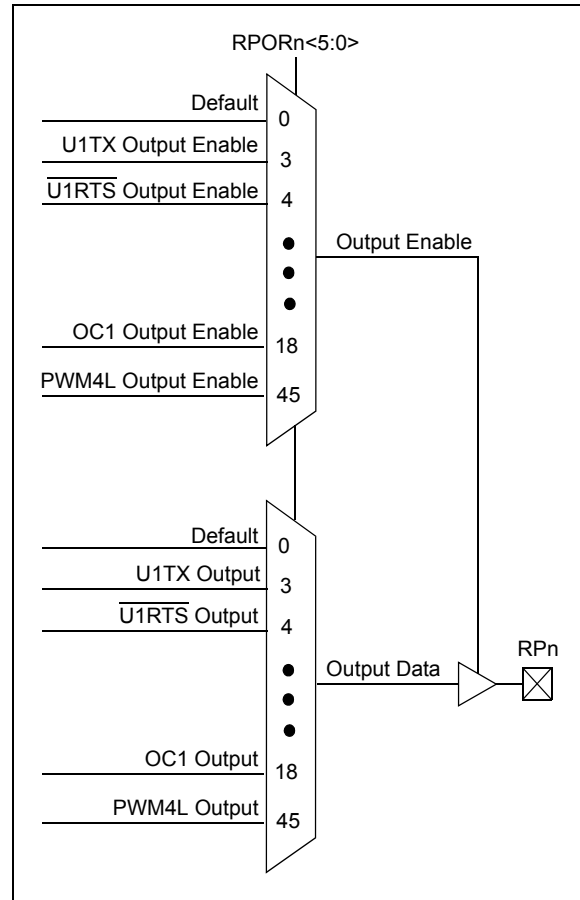 RPORn<5:0>
Default
0
U1TX Output Enable
3
U1RTS Output Enable
4
Output Enable
OC1 Output Enable
18
PWM4L Output Enable
45
Default
0
U1TX Output
3
U1RTS Output
4
RPn
Output Data
OC1 Output
18
PWM4L Output
45